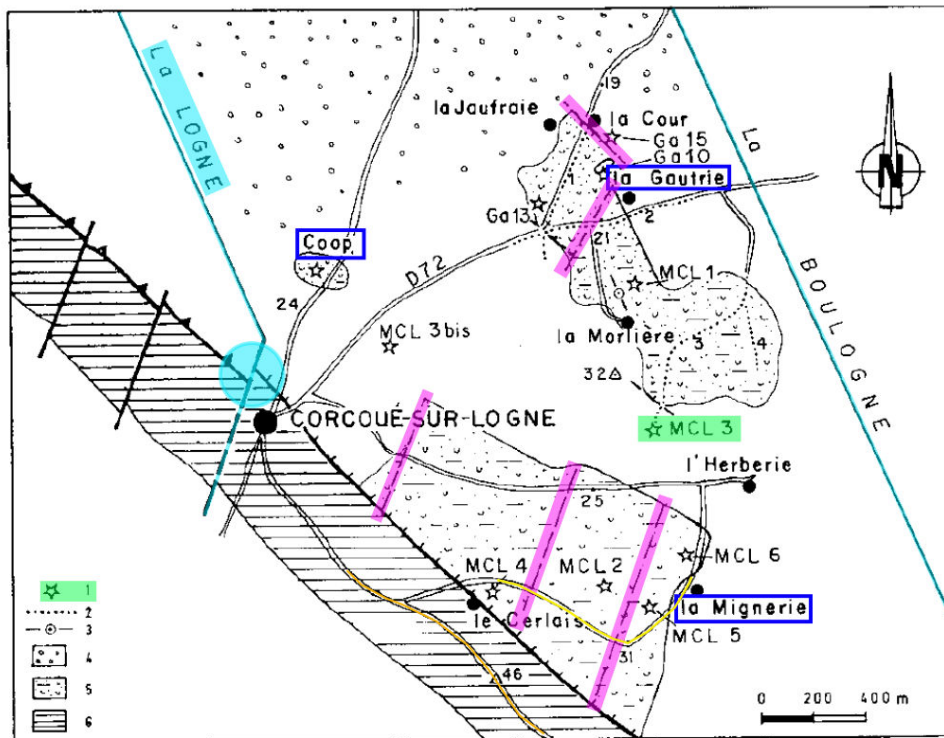 La LOGNE
la Jaufraie
19
la Cour
Ga 15
Ga 10
la Gautrie
1
Ga 13
2
21
La BOULOGNE
N
Coop
D72
24
MCL 1
MCL 3 bis
la Morlière
3
4
32
MCL 3
CORCOUÉ-SUR-LOGNE
l'Herberie
25
MCL 6
MCL 4
MCL 2
la Mignerie
le Cerlais
MCL 5
31
46
1
2
3
4
5
6
0 200 400 m